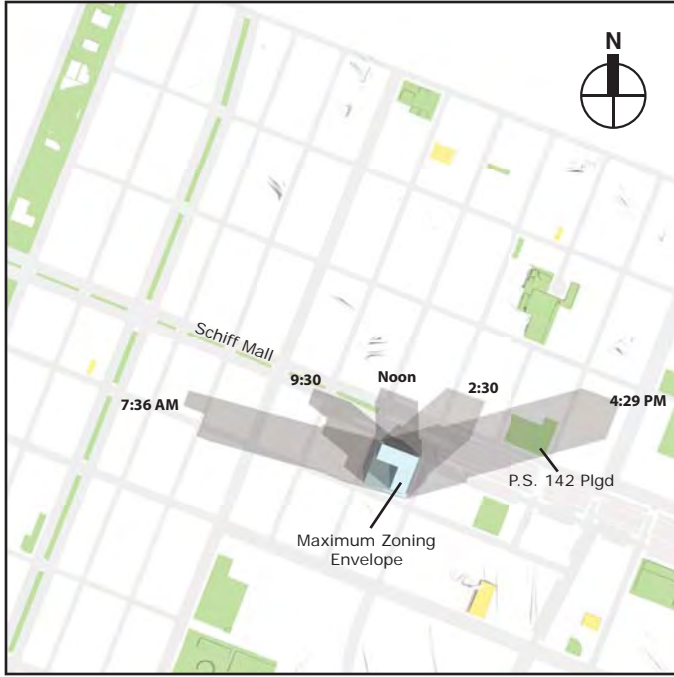 N
Schiff Mall
7:36 AM
9:30
Noon
2:30
4:29 PM
P.S. 142 Plgd
Maximum Zoning
Envelope